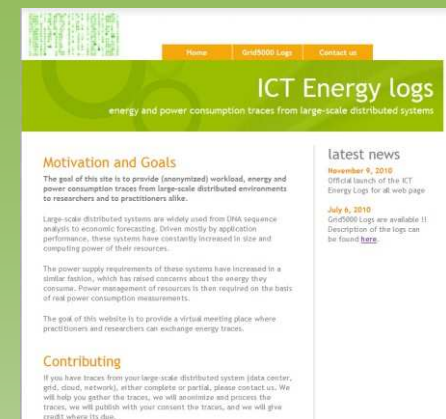 Home Grid5000 Logs Contact us
ICT Energy logs
energy and power consumption traces from large-scale distributed systems
Motivation and Goals
The goal of this site is to provide (anonymized) workload, energy and
power consumption traces from large-scale distributed environments
to researchers and to practitioners alike.
Large-scale distributed systems are widely used from DNA sequence
analysis to economic forecasting. Driven mostly by application
performance, these systems have constantly increased in size and
computing power of their resources.
The power supply requirements of these systems have increased in a
similar fashion, which has raised concerns about the energy they
consume. Power management of resources is then required on the basis
of real power consumption measurements.
The goal of this website is to provide a virtual meeting place where
practitioners and researchers can exchange energy traces.
Contributing
If you have traces from your large-scale distributed system (data center,
grid, cloud, network), either complete or partial, please contact us. We
will help you gather the traces, we will anonimize and process the
traces, we will publish with your consent the traces, and we will give
credit where its due.
latest news
November 9, 2010
Official launch of the ICT
Energy Logs for all web page
July 6, 2010
Grid5000 Logs are available !!
Description of the logs can
be found here.